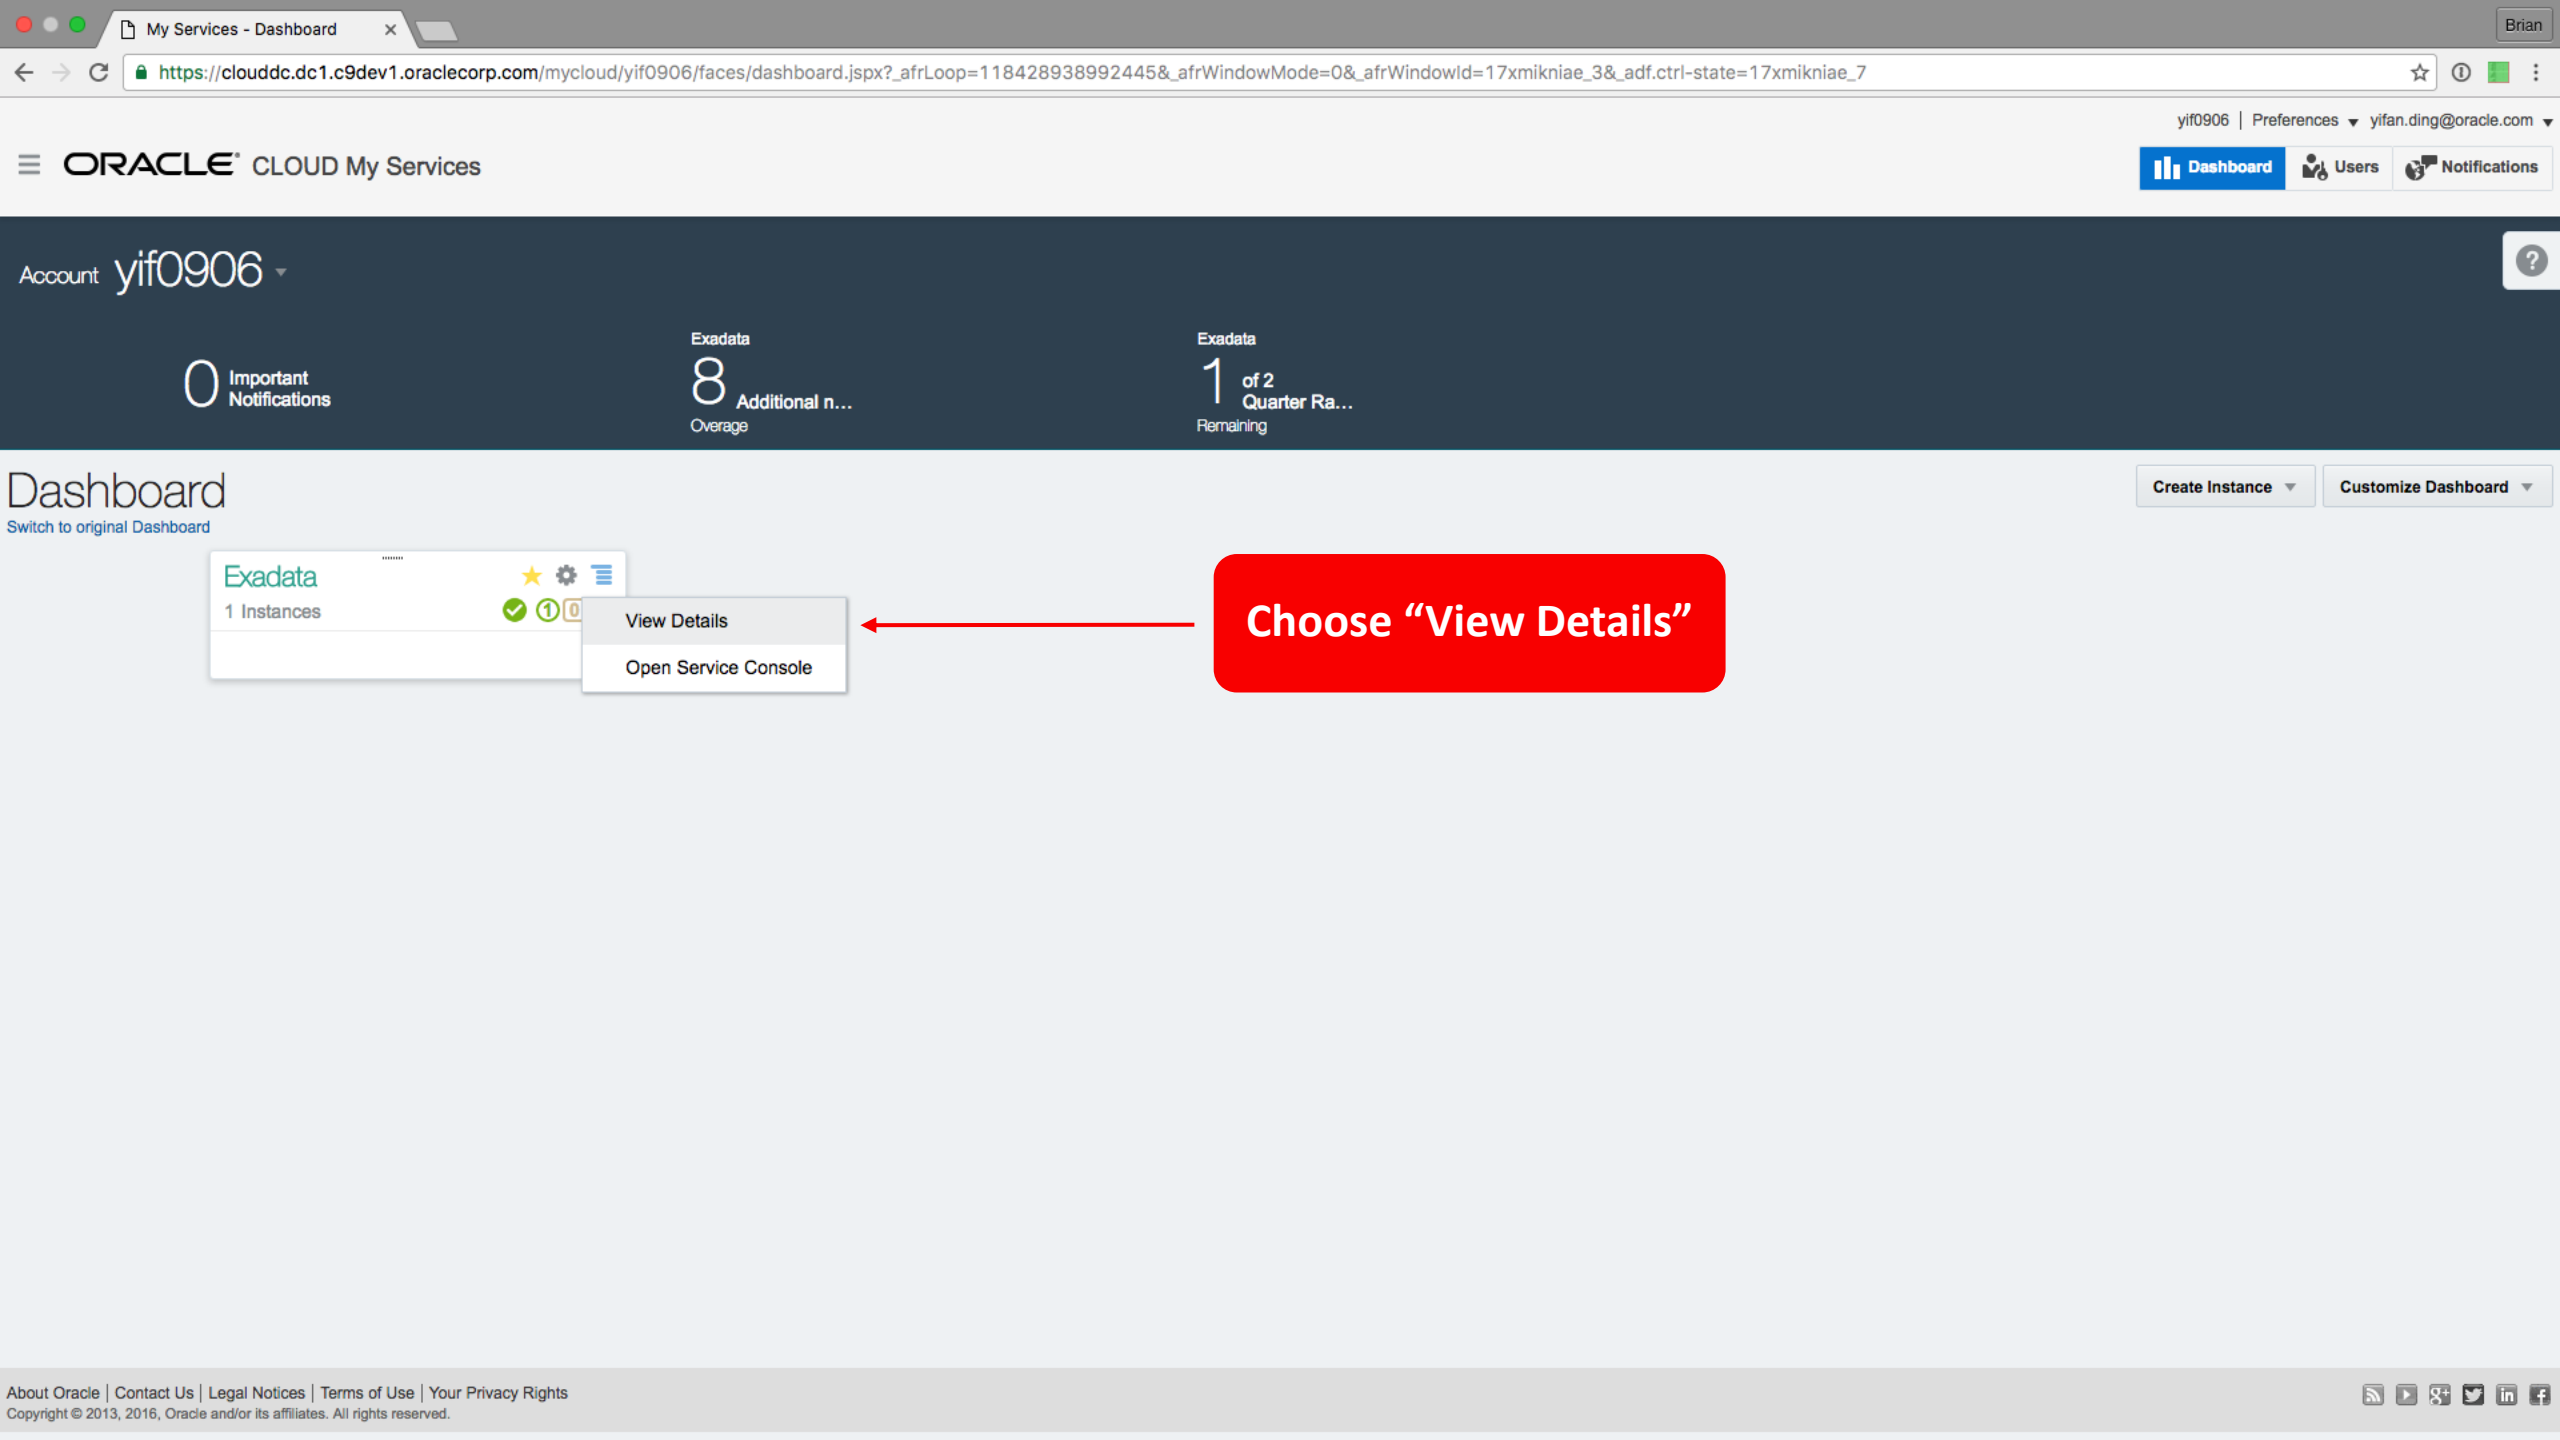 My Services - Dashboard
Brian
https://clouddc.dc1.c9dev1.oraclecorp.com/mycloud/yif0906/faces/dashboard.jspx?_afrLoop=118428938992445&_afrWindowMode=0&_afrWindowId=17xmikniae_3&_adf.ctrl-state=17xmikniae_7
yif0906 | Preferences yifan.ding@oracle.com
ORACLE CLOUD My Services
Dashboard Users Notifications
Account yif0906
?
0 Important
Notifications
Exadata
8 Additional n...
Overage
Exadata
1 of 2
Quarter Ra...
Remaining
Dashboard
Switch to original Dashboard
Create Instance Customize Dashboard
Exadata
1 Instances
1 0
View Details
Open Service Console
Choose “View Details”
About Oracle | Contact Us | Legal Notices | Terms of Use | Your Privacy Rights
Copyright © 2013, 2016, Oracle and/or its affiliates. All rights reserved.